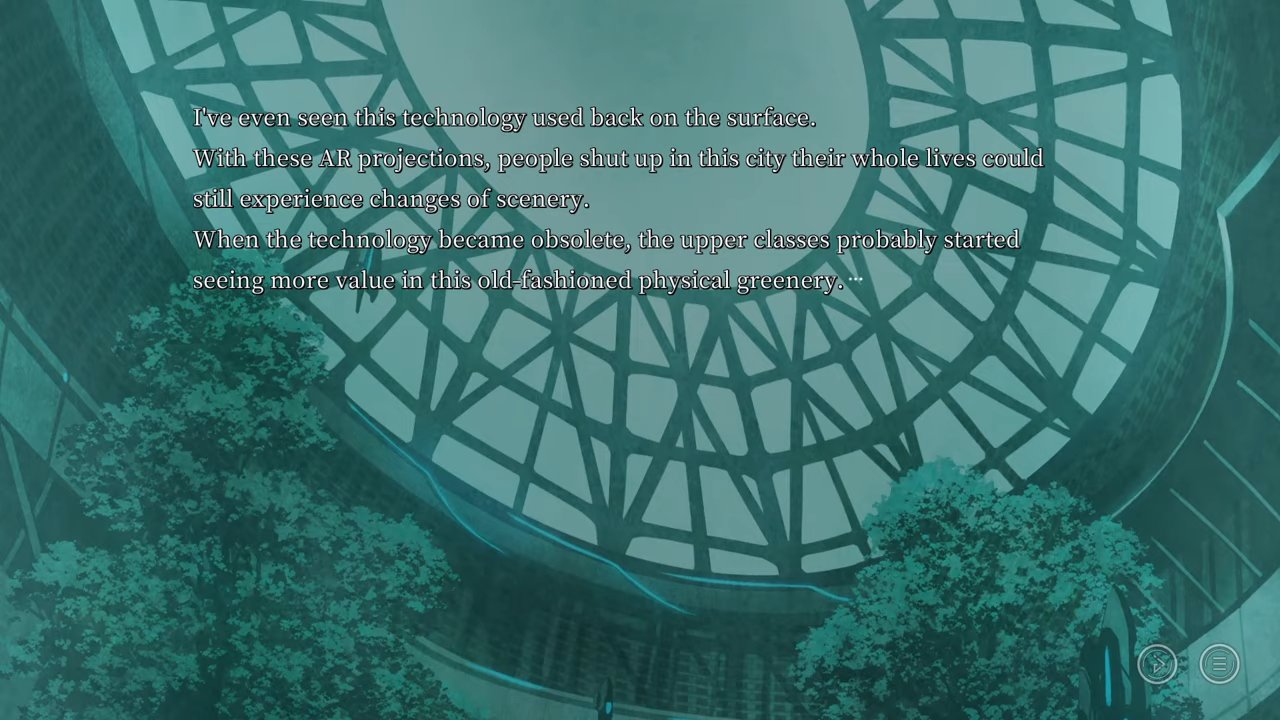 I've even seen this technology used back on the surface.
With these AR projections, people shut up in this city their whole lives could
still experience changes of scenery.
When the technology became obsolete, the upper classes probably started
seeing more value in this old-fashioned physical greenery.